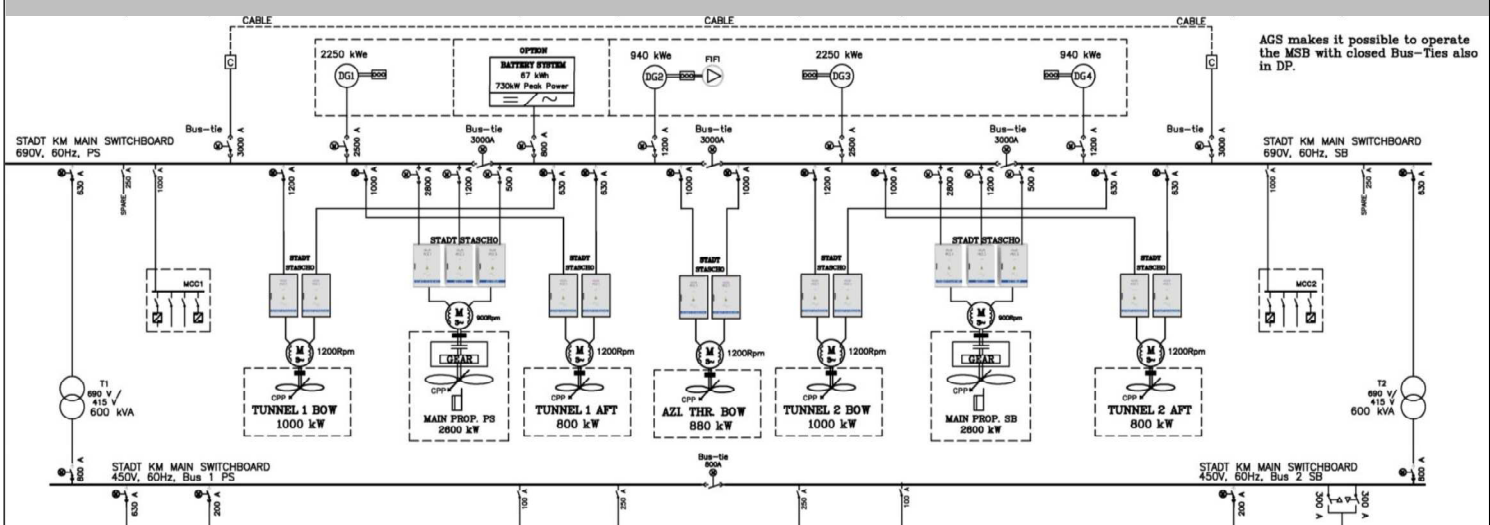 CABLE
CABLE
CABLE
AGS makes it possible to operate
the MSB with closed Bus-Ties also
in DP.
C
C
2250 kWe
DG1
OPTION
BATTERY SYSTEM
67 kWh
730kW Peak Power
940 kWe
DG2
FIFI
2250 kWe
DG3
940 kWe
DG4
Bus-tie
3000 A
2500 A
Bus-tie
3000A
800 A
1200 A
Bus-tie
3000A
2500 A
Bus-tie
3000A
1200 A
Bus-tie
3000 A
STADT KM MAIN SWITCHBOARD
690V, 60Hz, PS
STADT KM MAIN SWITCHBOARD
690V, 60Hz, SB
630 A
SPARE
250 A
1000 A
1200 A
1000 A
2800 A
1200 A
500 A
630 A
630 A
1000 A
1000 A
1200 A
1000 A
2800 A
1200 A
500 A
630 A
630 A
1000 A
SPARE
250 A
630 A
MCC1
STADT
STASCHO
STADT STASCHO
STADT
STASCHO
STADT
STASCHO
STADT
STASCHO
STADT STASCHO
STADT
STASCHO
MCC2
M
900Rpm
M
900Rpm
M
1200Rpm
GEAR
M
1200Rpm
M
1200Rpm
M
1200Rpm
GEAR
M
1200Rpm
CPP
CPP
CPP
CPP
CPP
CPP
CPP
TUNNEL 1 BOW
1000 kW
MAIN PROP. PS
2600 kW
TUNNEL 1 AFT
800 kW
AZI. THR. BOW
880 kW
TUNNEL 2 BOW
1000 kW
MAIN PROP. SB
2600 kW
TUNNEL 2 AFT
800 kW
T1
690 V/
415 V
600 kVA
T2
690 V/
415 V
600 kVA
800 A
STADT KM MAIN SWITCHBOARD
450V, 60Hz, Bus 1 PS
Bus-tie
800A
STADT KM MAIN SWITCHBOARD
450V, 60Hz, Bus 2 SB
800 A
630 A
200 A
100 A
250 A
250 A
100 A
200 A
300 A
300 A